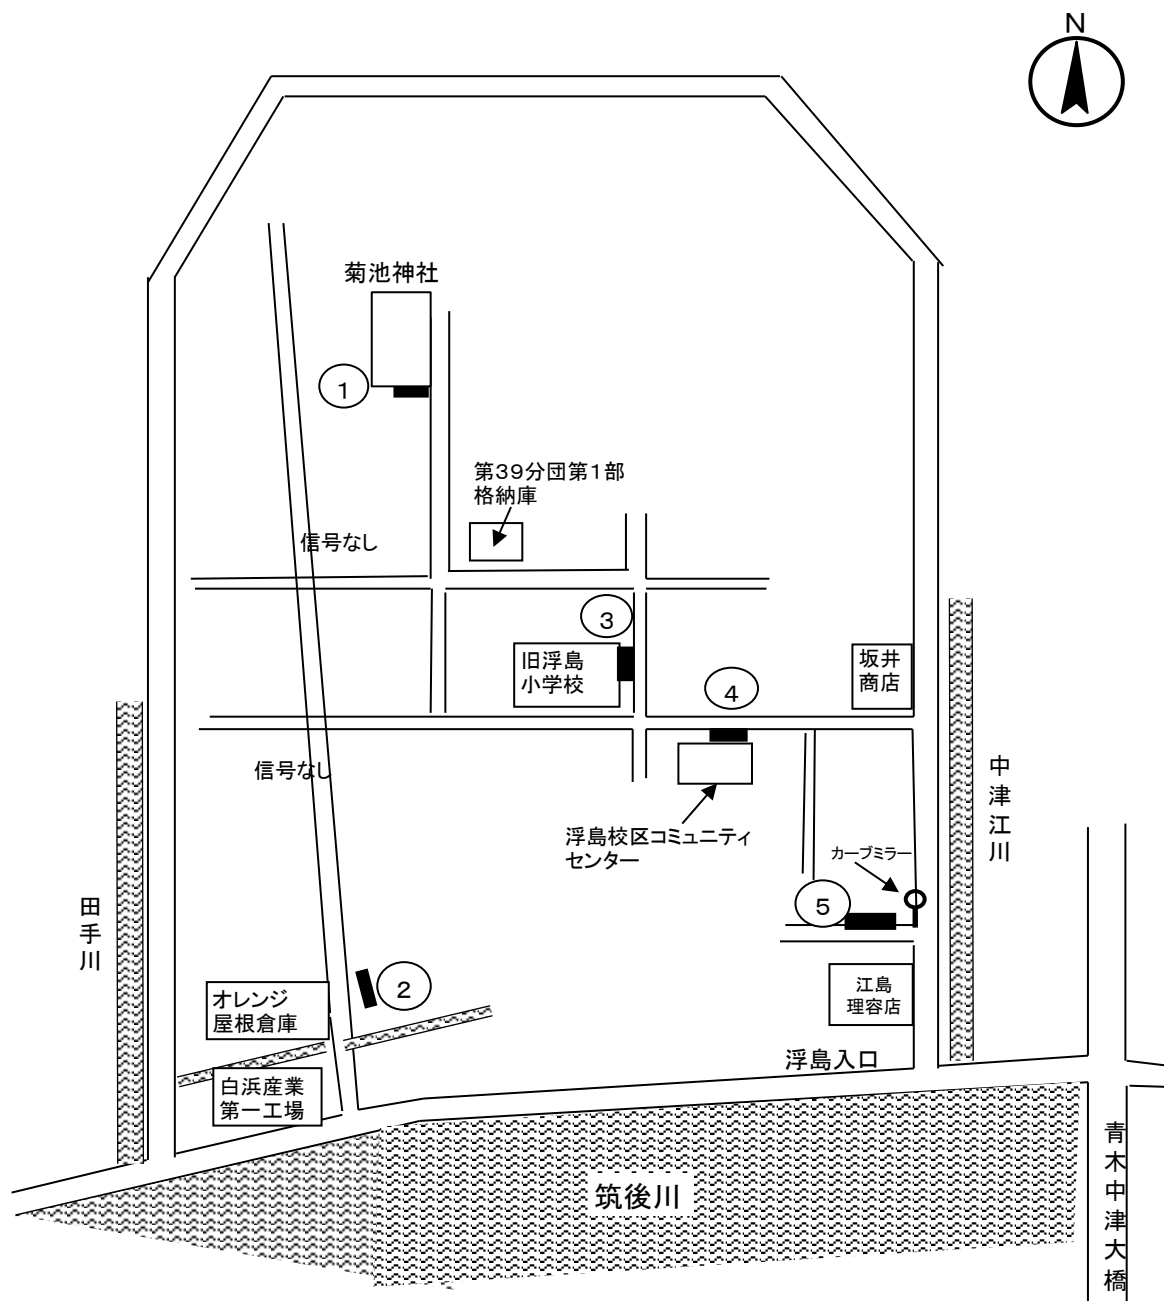 N
菊池神社
1
第39分団第1部
格納庫
信号なし
3
旧浮島
小学校
4
坂井
商店
信号なし
浮島校区コミュニティ
センター
中津江川
カーブミラー
5
田手川
2
オレンジ
屋根倉庫
江島
理容店
浮島入口
白浜産業
第一工場
筑後川
青木中津大橋